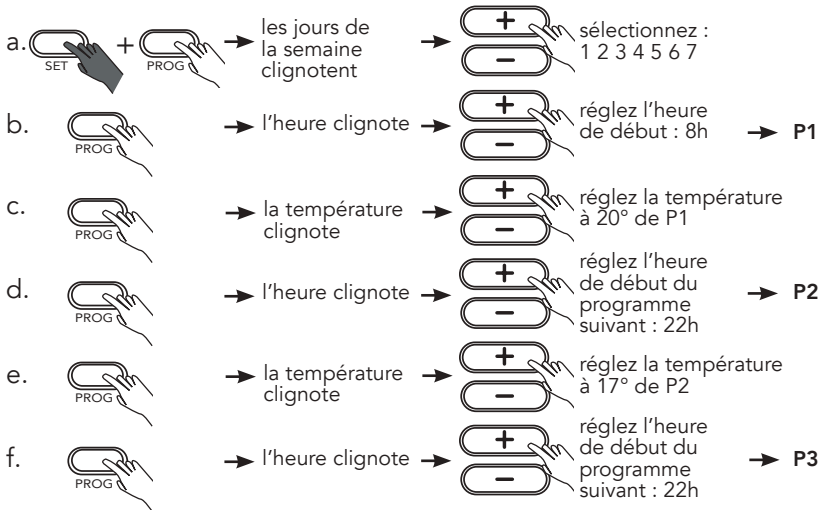 a. SET + PROG → les jours de la semaine clignotent → + − sélectionnez : 1 2 3 4 5 6 7
b. PROG → l'heure clignote → + − réglez l'heure de début : 8h → P1
c. PROG → la température clignote → + − réglez la température à 20° de P1
d. PROG → l'heure clignote → + − réglez l'heure de début du programme suivant : 22h → P2
e. PROG → la température clignote → + − réglez la température à 17° de P2
f. PROG → l'heure clignote → + − réglez l'heure de début du programme suivant : 22h → P3